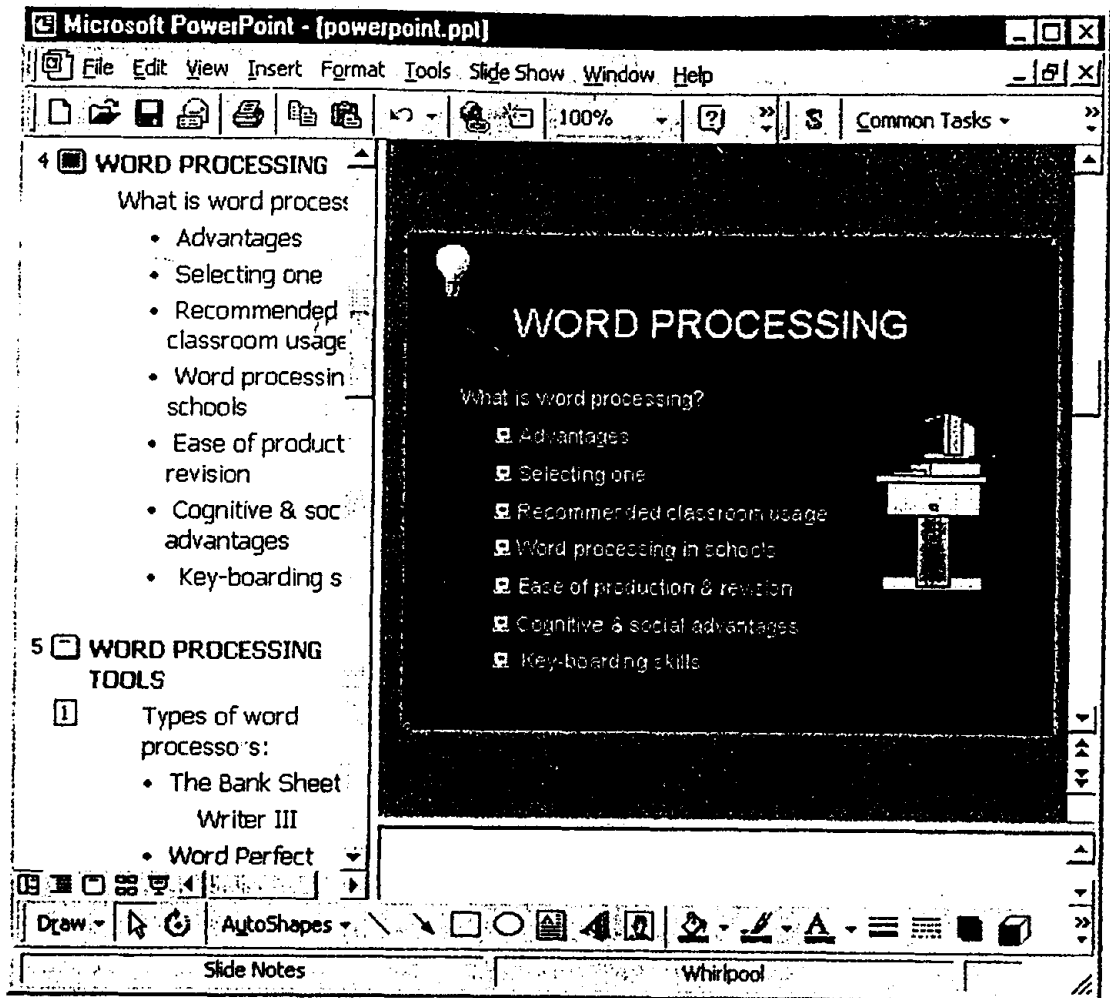 Microsoft PowerPoint - [powerpoint.ppt]
File Edit View Insert Format Tools Slide Show Window Help
100% Common Tasks
4 WORD PROCESSING
What is word process
• Advantages
• Selecting one
• Recommended
classroom usage
• Word processin
schools
• Ease of product
revision
• Cognitive & soc
advantages
• Key-boarding s
5 WORD PROCESSING
TOOLS
1 Types of word
processors:
• The Bank Sheet
Writer III
• Word Perfect
WORD PROCESSING
What is word processing?
Advantages
Selecting one
Recommended classroom usage
Word processing in schools
Ease of production & revision
Cognitive & social advantages
Key-boarding skills
Draw AutoShapes
Slide Notes Whirlpool